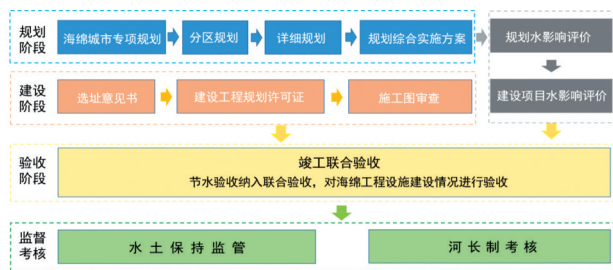 规划阶段
海绵城市专项规划
分区规划
详细规划
规划综合实施方案
规划水影响评价
建设阶段
选址意见书
建设工程规划许可证
施工图审查
建设项目水影响评价
验收阶段
竣工联合验收
节水验收纳入联合验收，对海绵工程设施建设情况进行验收
监督考核
水土保持监管
河长制考核